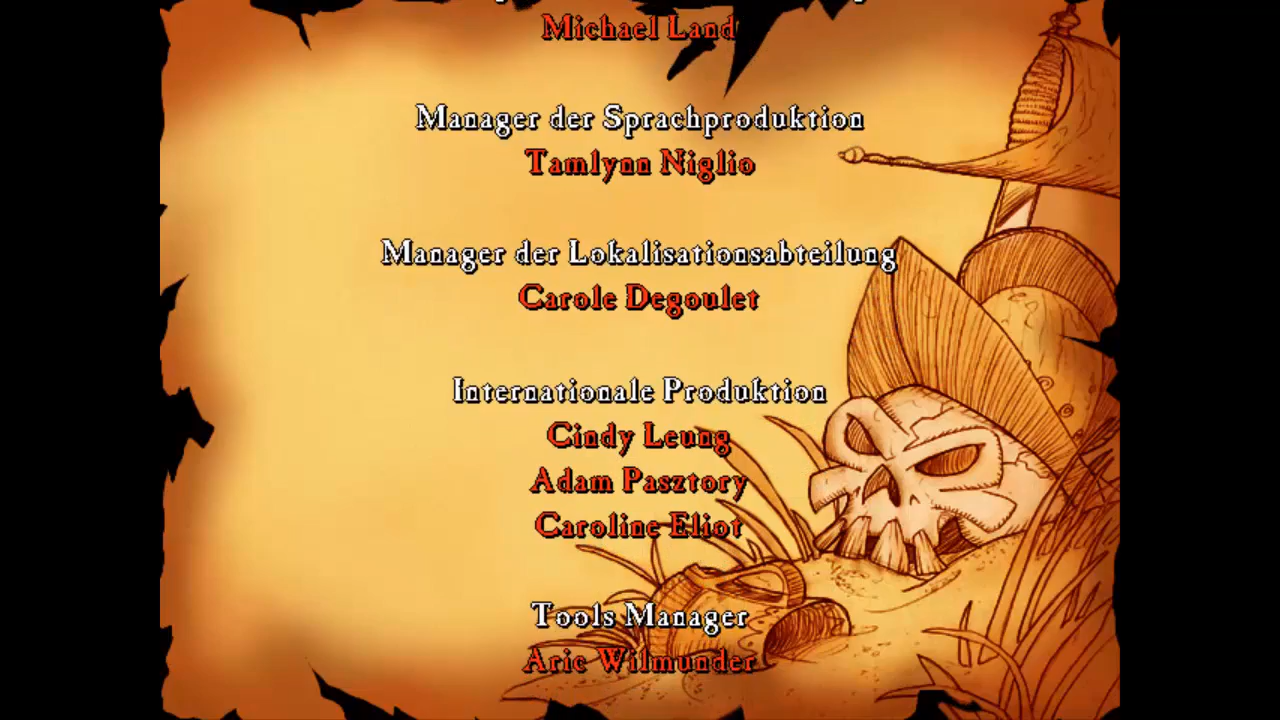 Michael Land
Manager der Sprachproduktion
Tamlynn Niglio
Manager der Lokalisationsabteilung
Carole Degoulet
Internationale Produktion
Cindy Leung
Adam Pasztory
Caroline Eliot
Tools Manager
Aric Wilmunder